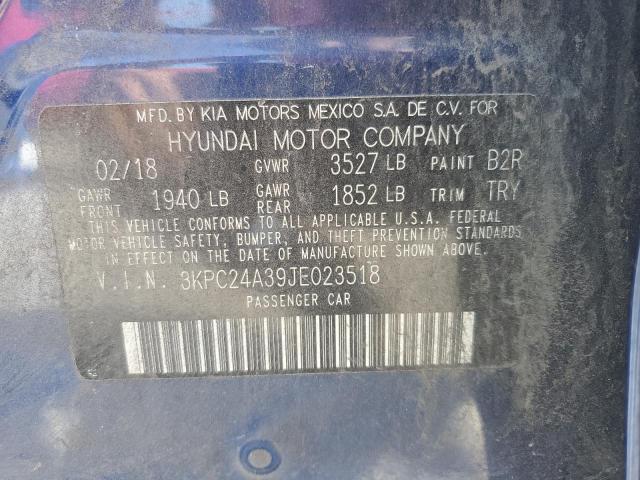 MFD. BY KIA MOTORS MEXICO S.A. DE C.V. FOR
HYUNDAI MOTOR COMPANY
02/18 GVWR 3527 LB PAINT B2R
GAWR FRONT 1940 LB GAWR REAR 1852 LB TRIM TRY
THIS VEHICLE CONFORMS TO ALL APPLICABLE U.S.A. FEDERAL
MOTOR VEHICLE SAFETY, BUMPER, AND THEFT PREVENTION STANDARDS
IN EFFECT ON THE DATE OF MANUFACTURE SHOWN ABOVE.
V.I.N. 3KPC24A39JE023518
PASSENGER CAR